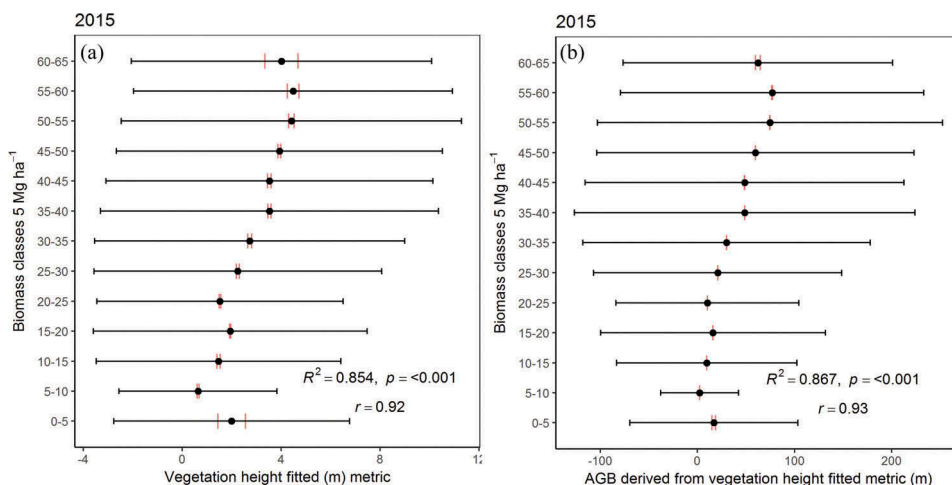 2015
(a)
Biomass classes 5 Mg ha⁻¹
60-65
55-60
50-55
45-50
40-45
35-40
30-35
25-30
20-25
15-20
10-15
5-10
0-5
R² = 0.854, p = <0.001
r = 0.92
-4 0 4 8 12
Vegetation height fitted (m) metric
2015
(b)
Biomass classes 5 Mg ha⁻¹
60-65
55-60
50-55
45-50
40-45
35-40
30-35
25-30
20-25
15-20
10-15
5-10
0-5
R² = 0.867, p = <0.001
r = 0.93
-100 0 100 200
AGB derived from vegetation height fitted metric (m)